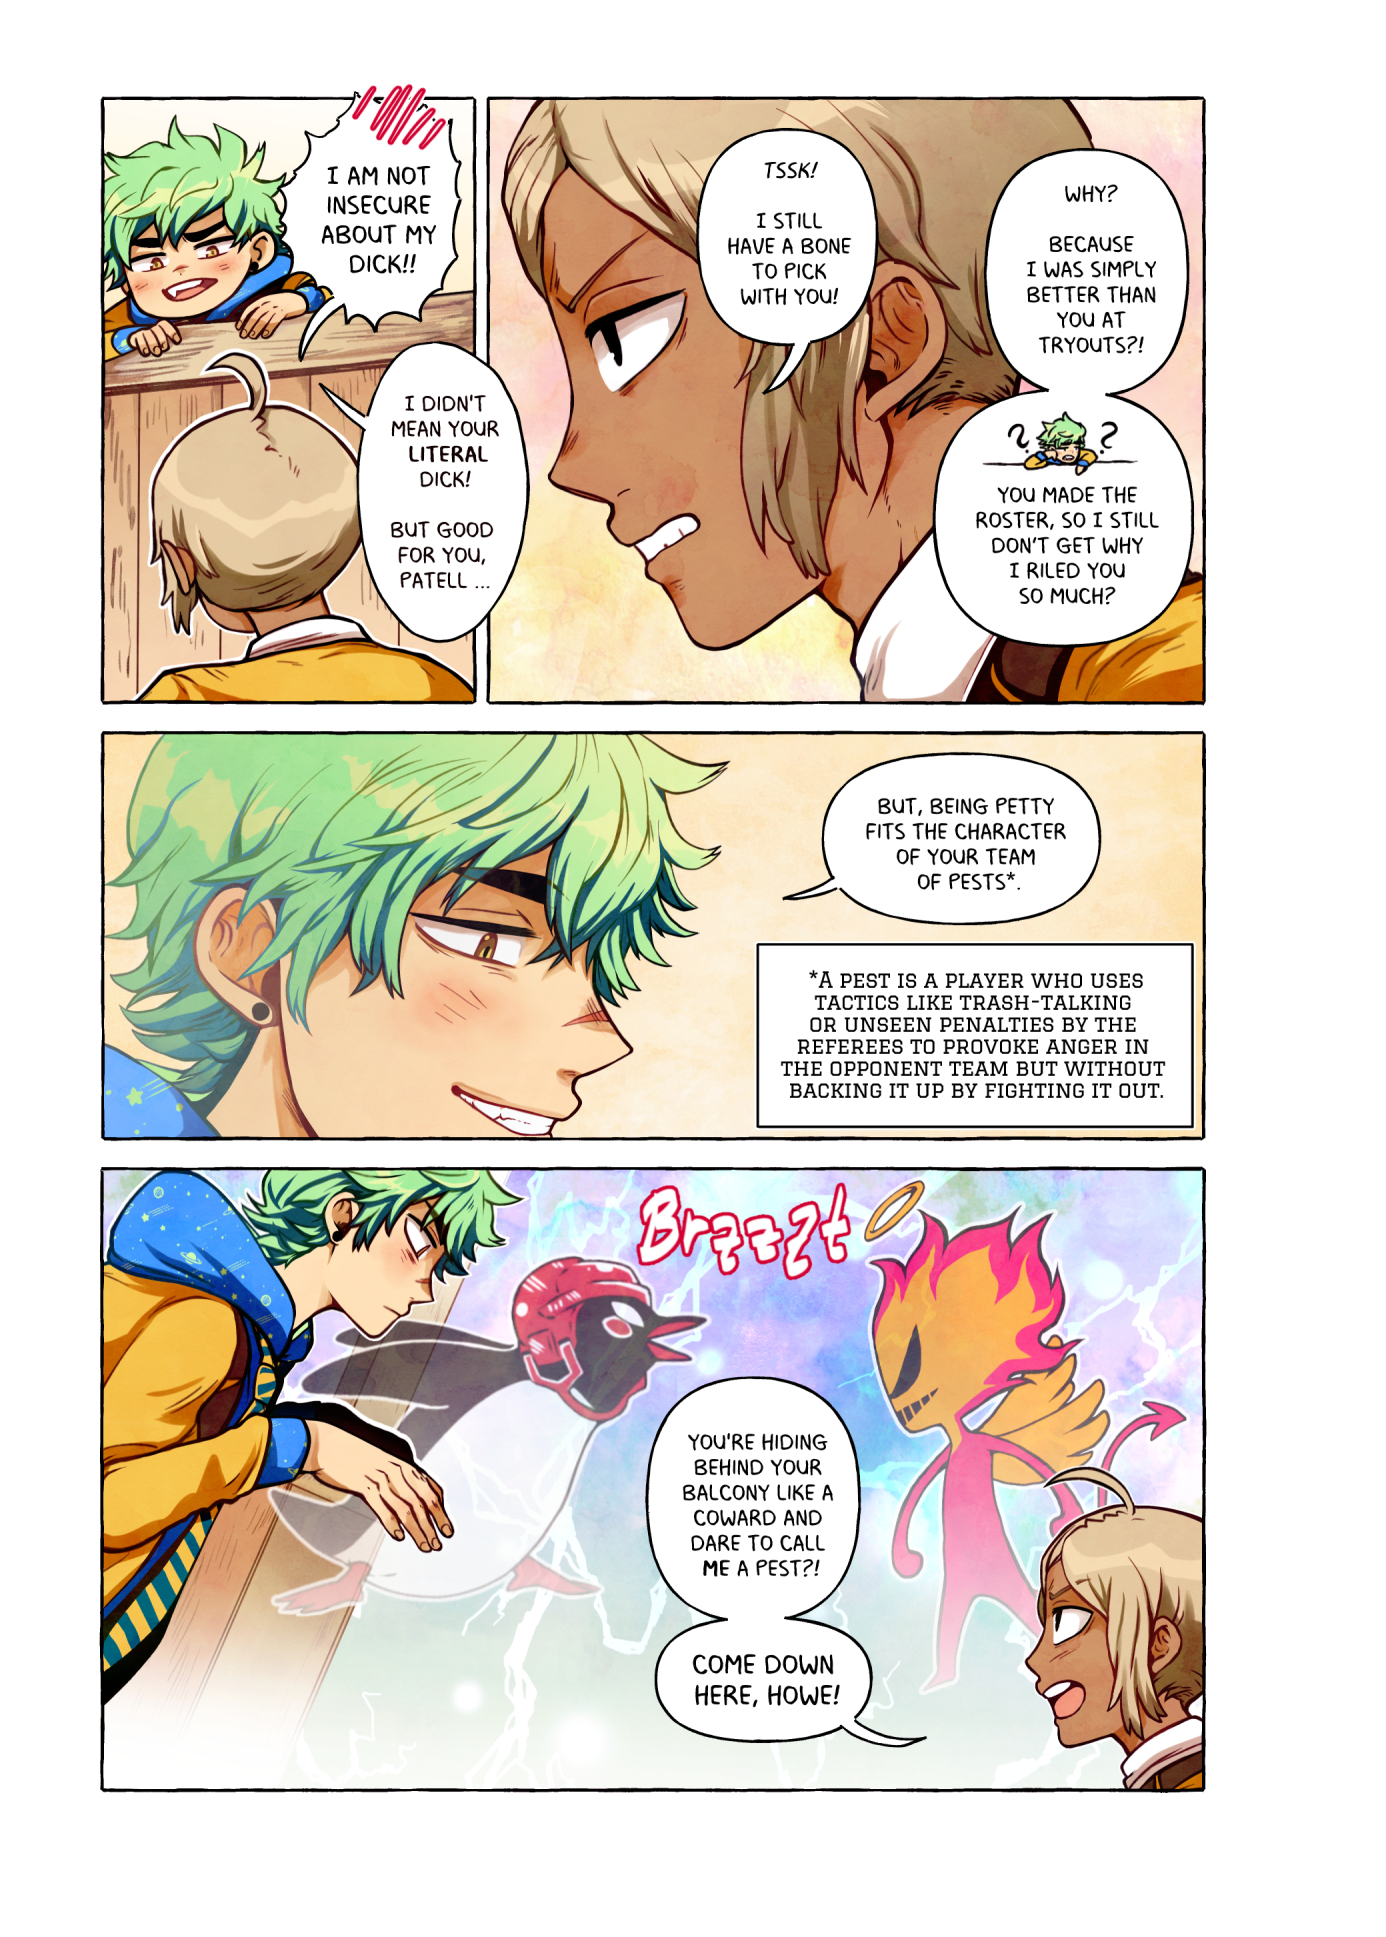 I AM NOT
INSECURE
ABOUT MY
DICK!!
I DIDN'T
MEAN YOUR
LITERAL
DICK!
BUT GOOD
FOR YOU,
PATELL ...
TSSK!
I STILL
HAVE A BONE
TO PICK
WITH YOU!
WHY?
BECAUSE
I WAS SIMPLY
BETTER THAN
YOU AT
TRYOUTS?!
? ?
YOU MADE THE
ROSTER, SO I STILL
DON'T GET WHY
I RILED YOU
SO MUCH?
BUT, BEING PETTY
FITS THE CHARACTER
OF YOUR TEAM
OF PESTS*.
*A PEST IS A PLAYER WHO USES
TACTICS LIKE TRASH-TALKING
OR UNSEEN PENALTIES BY THE
REFEREES TO PROVOKE ANGER IN
THE OPPONENT TEAM BUT WITHOUT
BACKING IT UP BY FIGHTING IT OUT.
Brzzzt
YOU'RE HIDING
BEHIND YOUR
BALCONY LIKE A
COWARD AND
DARE TO CALL
ME A PEST?!
COME DOWN
HERE, HOWE!